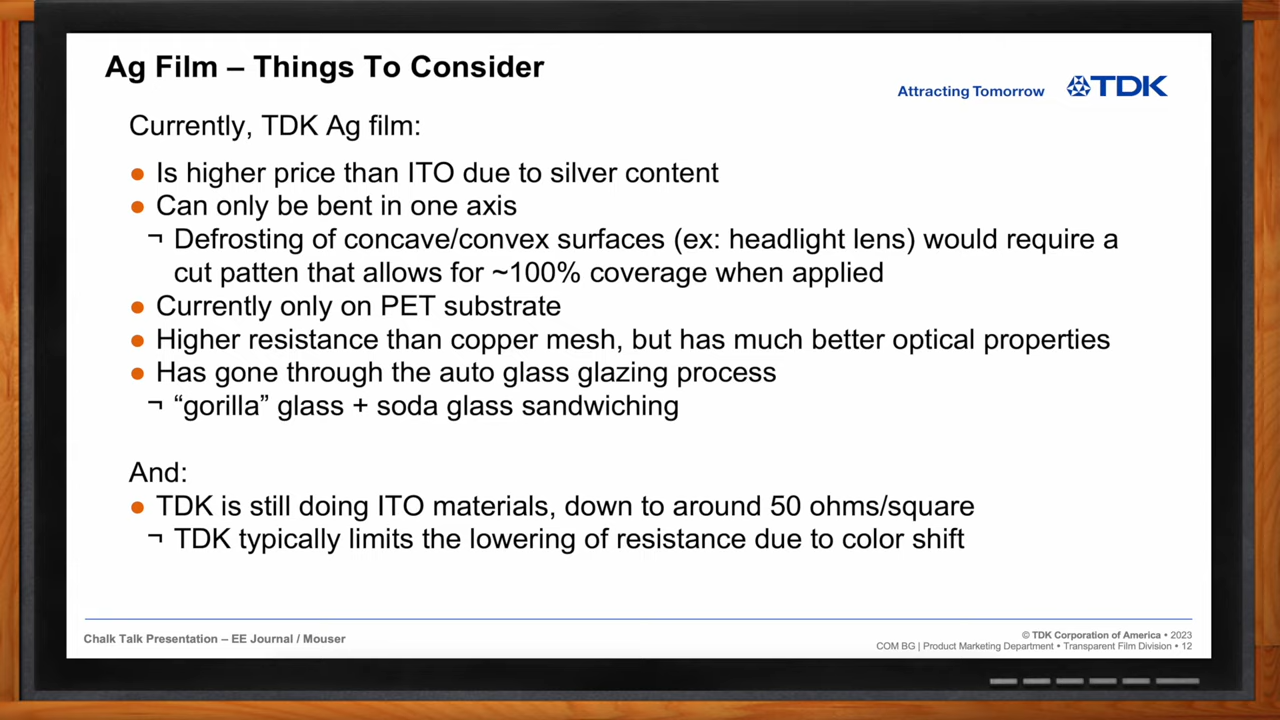 Ag Film – Things To Consider
Attracting Tomorrow
TDK
Currently, TDK Ag film:
● Is higher price than ITO due to silver content
● Can only be bent in one axis
¬ Defrosting of concave/convex surfaces (ex: headlight lens) would require a
cut patten that allows for ~100% coverage when applied
● Currently only on PET substrate
● Higher resistance than copper mesh, but has much better optical properties
● Has gone through the auto glass glazing process
¬ “gorilla” glass + soda glass sandwiching
And:
● TDK is still doing ITO materials, down to around 50 ohms/square
¬ TDK typically limits the lowering of resistance due to color shift
Chalk Talk Presentation – EE Journal / Mouser
© TDK Corporation of America • 2023
COM BG | Product Marketing Department • Transparent Film Division • 12